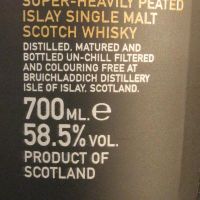 SUPER-HEAVILY PEATED
ISLAY SINGLE MALT
SCOTCH WHISKY
DISTILLED, MATURED AND
BOTTLED UN-CHILL FILTERED
AND COLOURING FREE AT
BRUICHLADDICH DISTILLERY
ISLE OF ISLAY, SCOTLAND.
700ML.e
58.5%VOL.
PRODUCT OF
SCOTLAND